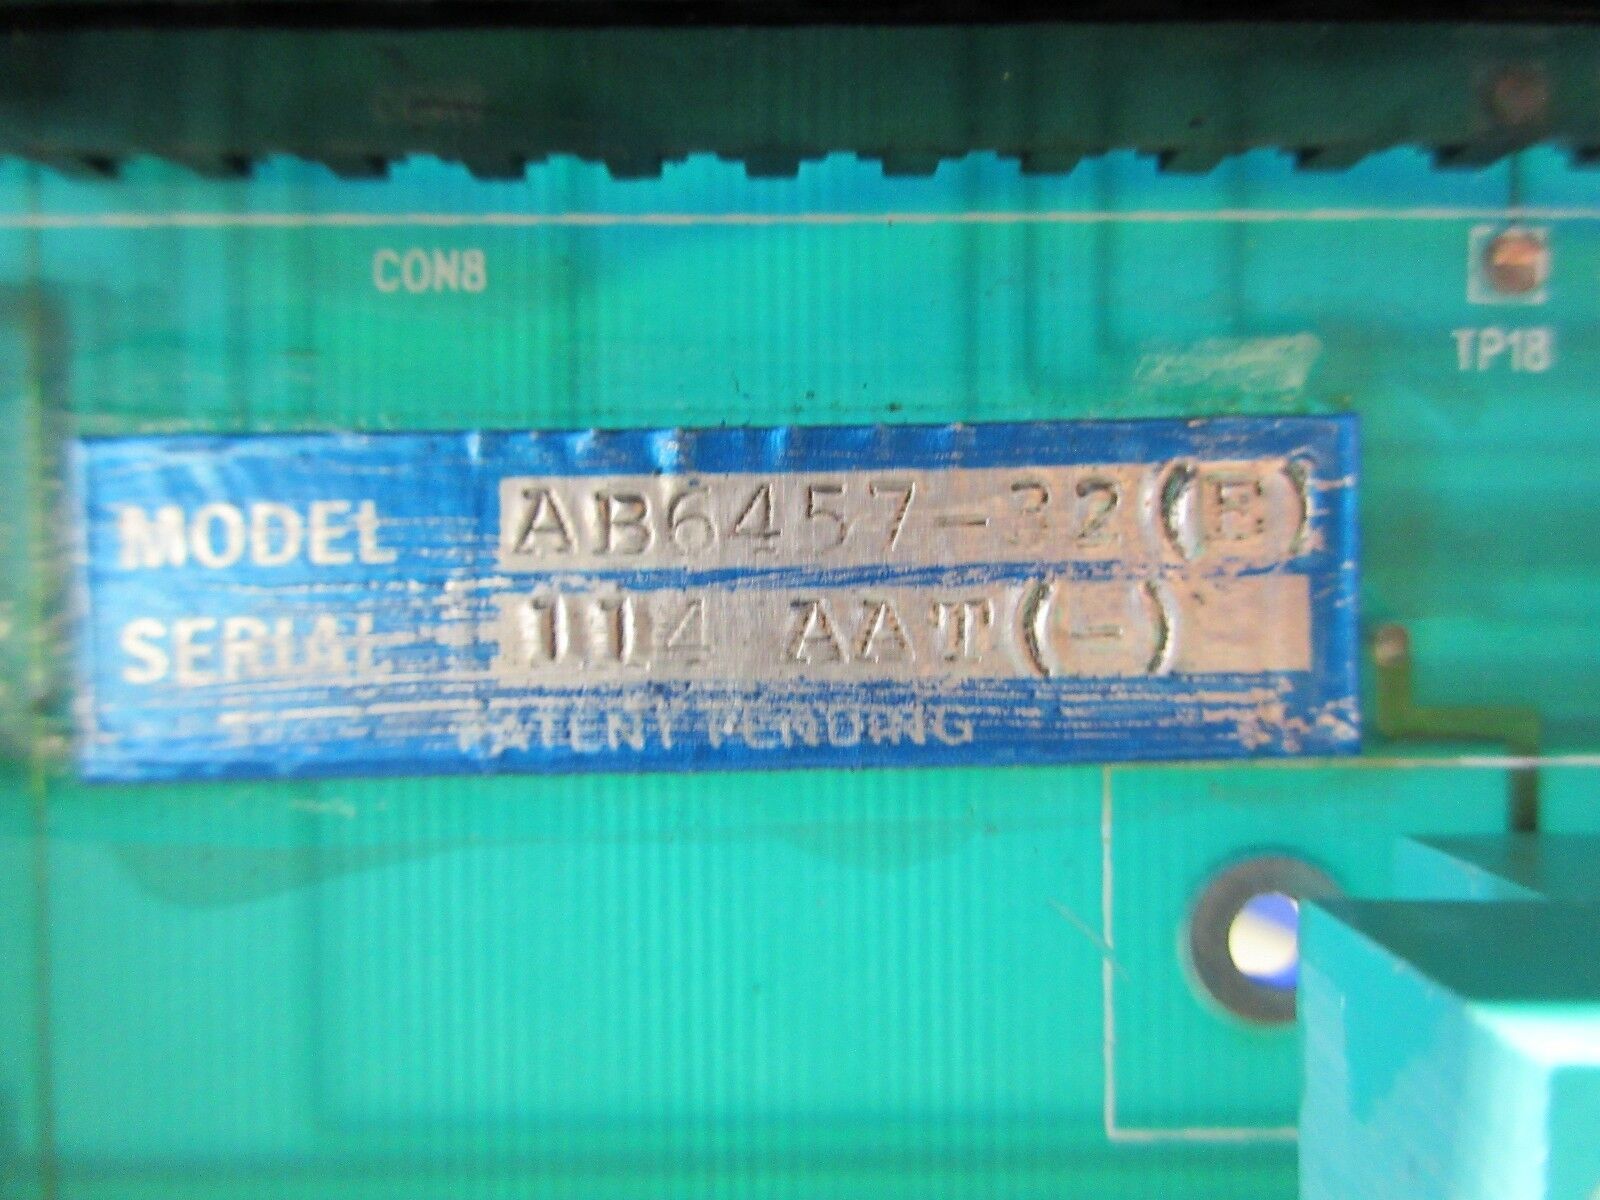 CON8
TP18
MODEL AB6457-32(E)
SERIAL 114 AAT(-)
PATENT PENDING